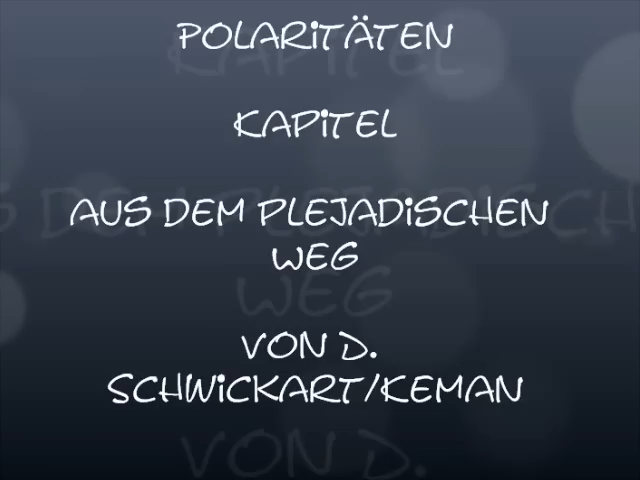 POLARITÄTEN
KAPITEL
AUS DEM PLEJADISCHEN
WEG
VON D.
SCHWICKART/KEMAN